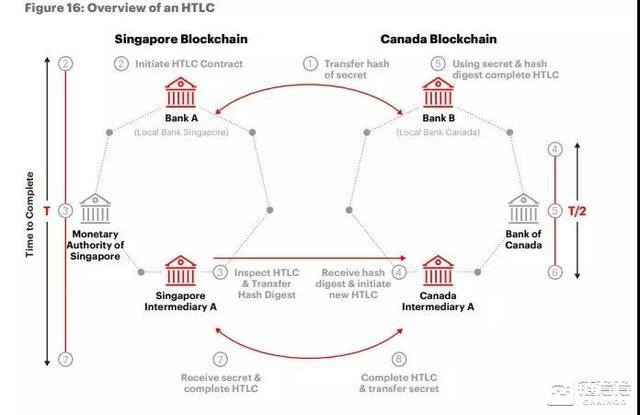 Figure 16: Overview of an HTLC
Singapore Blockchain
Canada Blockchain
2
2 Initiate HTLC Contract
1 Transfer hash
of secret
5 Using secret & hash
digest complete HTLC
Bank A
(Local Bank Singapore)
Bank B
(Local Bank Canada)
Time to Complete
T
3
Monetary
Authority of
Singapore
4
5
T/2
6
Bank of
Canada
Singapore
Intermediary A
3
Inspect HTLC
& Transfer
Hash Digest
Receive hash
digest & initiate
new HTLC
4
Canada
Intermediary A
7
7
Receive secret &
complete HTLC
8
Complete HTLC
& transfer secret
链得得
CHAINDD